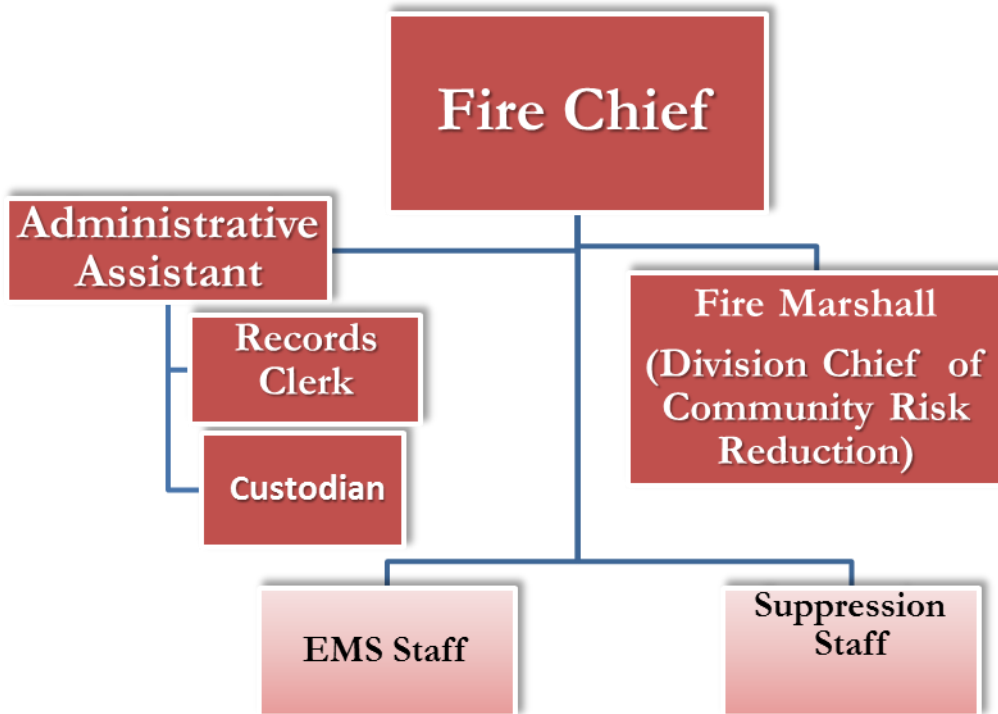 Fire Chief
Administrative
Assistant
Records
Clerk
Custodian
Fire Marshall
(Division Chief of
Community Risk
Reduction)
EMS Staff
Suppression
Staff